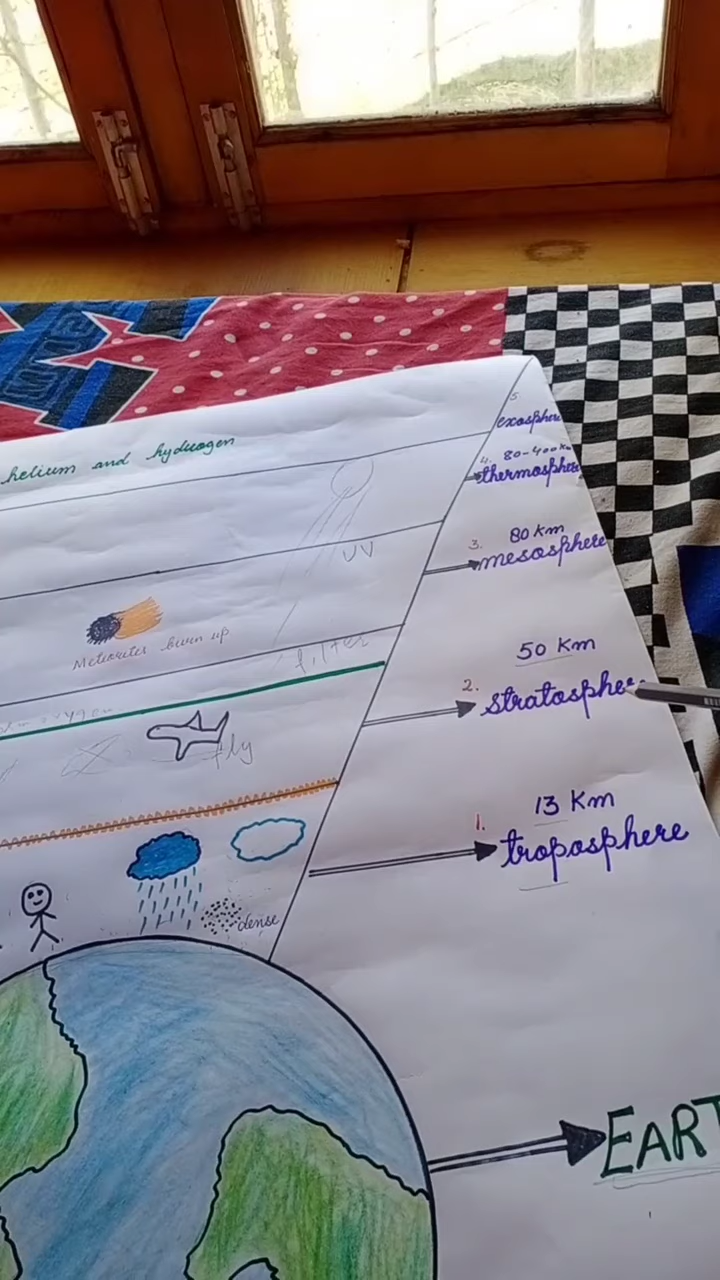 5
exosphere
helium and hydrogen
80-400 km
4.
thermosphere
80 km
3.
mesosphere
UV
Meteorites burn up
filter
50 Km
2.
stratosphe
fly
13 Km
1.
troposphere
dense
EART